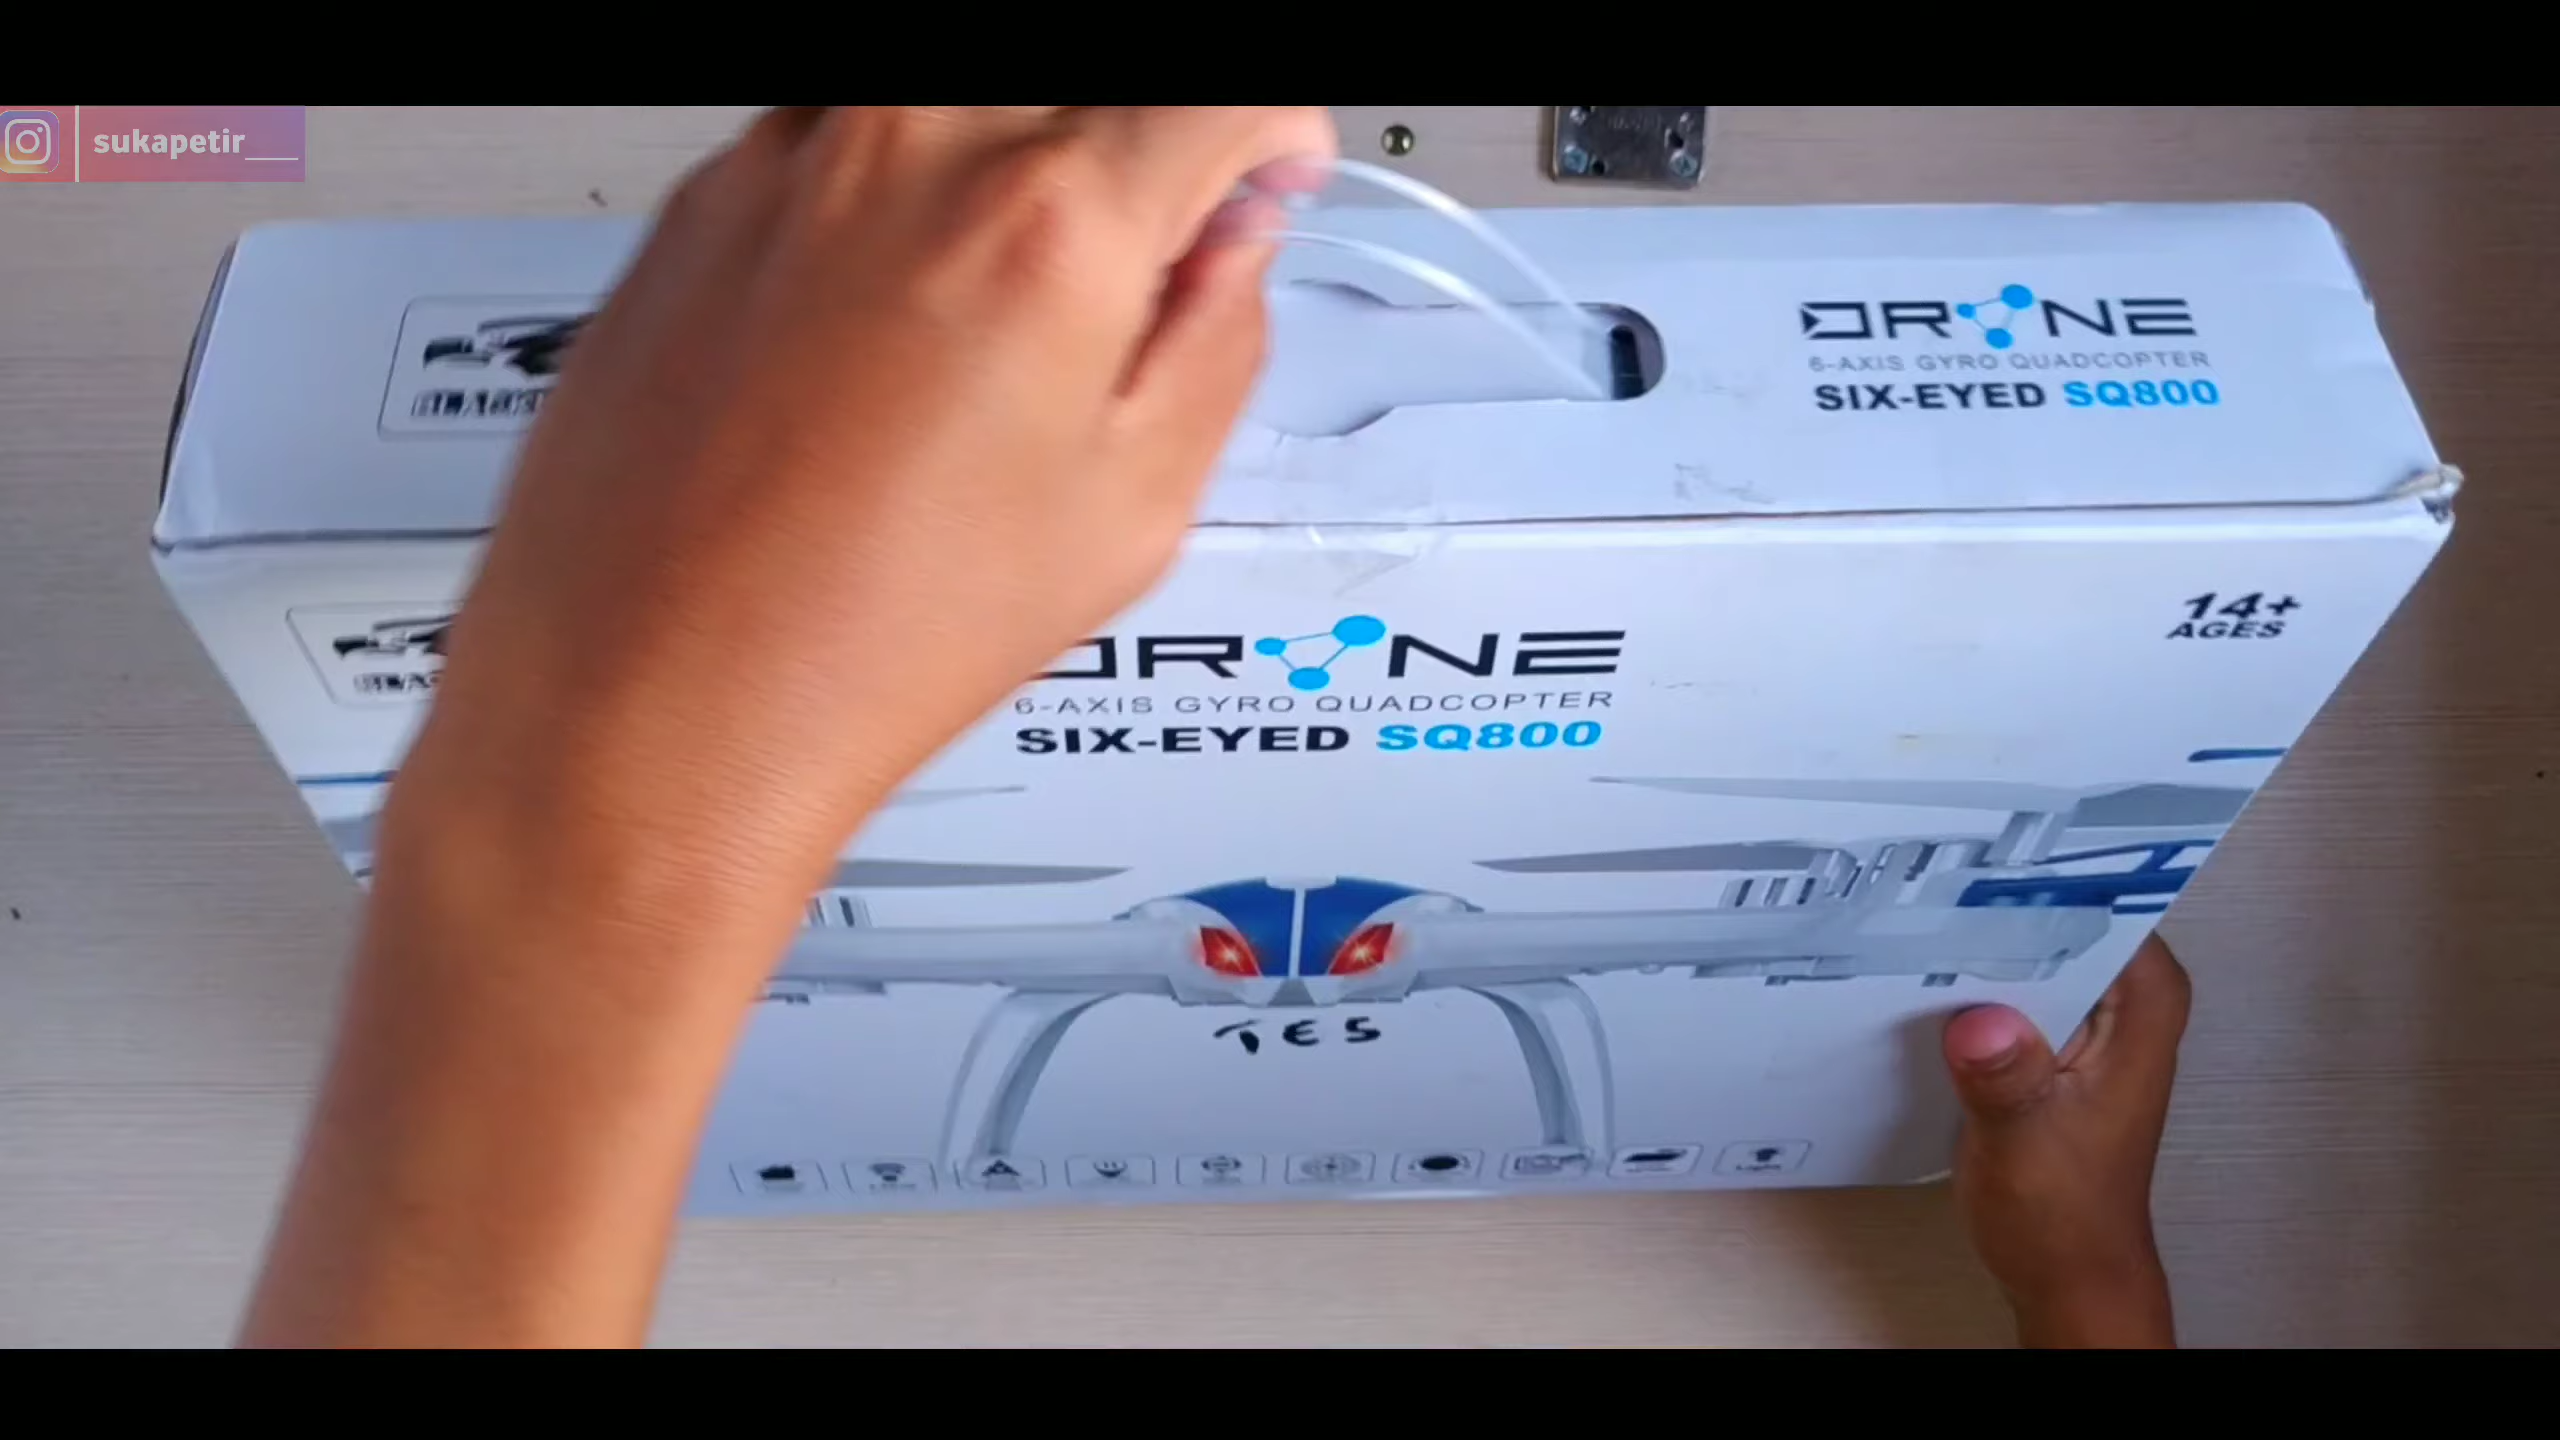 sukapetir___
DRONE
6-AXIS GYRO QUADCOPTER
SIX-EYED SQ800
14+
AGES
DRONE
6-AXIS GYRO QUADCOPTER
SIX-EYED SQ800
TES